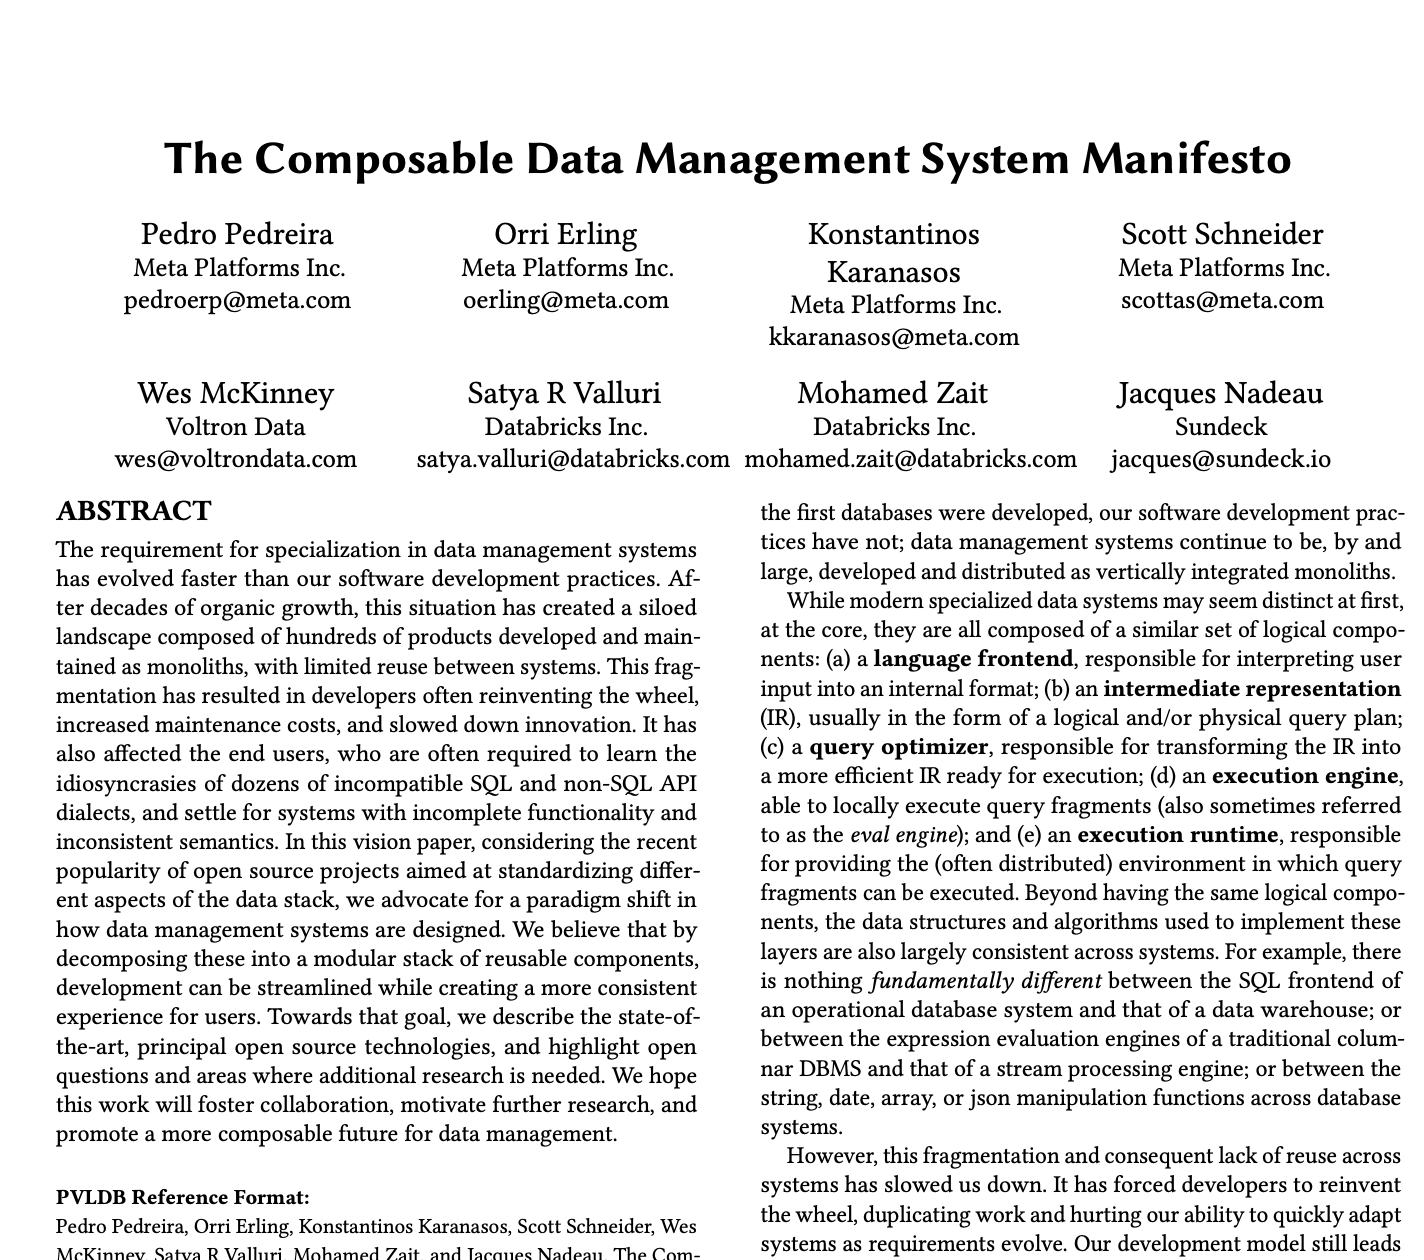 The Composable Data Management System Manifesto
Pedro Pedreira
Meta Platforms Inc.
pedroerp@meta.com
Orri Erling
Meta Platforms Inc.
oerling@meta.com
Konstantinos
Karanasos
Meta Platforms Inc.
kkaranasos@meta.com
Scott Schneider
Meta Platforms Inc.
scottas@meta.com
Wes McKinney
Voltron Data
wes@voltrondata.com
Satya R Valluri
Databricks Inc.
satya.valluri@databricks.com
Mohamed Zait
Databricks Inc.
mohamed.zait@databricks.com
Jacques Nadeau
Sundeck
jacques@sundeck.io
ABSTRACT
The requirement for specialization in data management systems
has evolved faster than our software development practices. Af-
ter decades of organic growth, this situation has created a siloed
landscape composed of hundreds of products developed and main-
tained as monoliths, with limited reuse between systems. This frag-
mentation has resulted in developers often reinventing the wheel,
increased maintenance costs, and slowed down innovation. It has
also affected the end users, who are often required to learn the
idiosyncrasies of dozens of incompatible SQL and non-SQL API
dialects, and settle for systems with incomplete functionality and
inconsistent semantics. In this vision paper, considering the recent
popularity of open source projects aimed at standardizing differ-
ent aspects of the data stack, we advocate for a paradigm shift in
how data management systems are designed. We believe that by
decomposing these into a modular stack of reusable components,
development can be streamlined while creating a more consistent
experience for users. Towards that goal, we describe the state-of-
the-art, principal open source technologies, and highlight open
questions and areas where additional research is needed. We hope
this work will foster collaboration, motivate further research, and
promote a more composable future for data management.
PVLDB Reference Format:
Pedro Pedreira, Orri Erling, Konstantinos Karanasos, Scott Schneider, Wes
McKinney, Satya R Valluri, Mohamed Zait, and Jacques Nadeau. The Com-
the first databases were developed, our software development prac-
tices have not; data management systems continue to be, by and
large, developed and distributed as vertically integrated monoliths.
While modern specialized data systems may seem distinct at first,
at the core, they are all composed of a similar set of logical compo-
nents: (a) a language frontend, responsible for interpreting user
input into an internal format; (b) an intermediate representation
(IR), usually in the form of a logical and/or physical query plan;
(c) a query optimizer, responsible for transforming the IR into
a more efficient IR ready for execution; (d) an execution engine,
able to locally execute query fragments (also sometimes referred
to as the eval engine); and (e) an execution runtime, responsible
for providing the (often distributed) environment in which query
fragments can be executed. Beyond having the same logical compo-
nents, the data structures and algorithms used to implement these
layers are also largely consistent across systems. For example, there
is nothing fundamentally different between the SQL frontend of
an operational database system and that of a data warehouse; or
between the expression evaluation engines of a traditional colum-
nar DBMS and that of a stream processing engine; or between the
string, date, array, or json manipulation functions across database
systems.
However, this fragmentation and consequent lack of reuse across
systems has slowed us down. It has forced developers to reinvent
the wheel, duplicating work and hurting our ability to quickly adapt
systems as requirements evolve. Our development model still leads